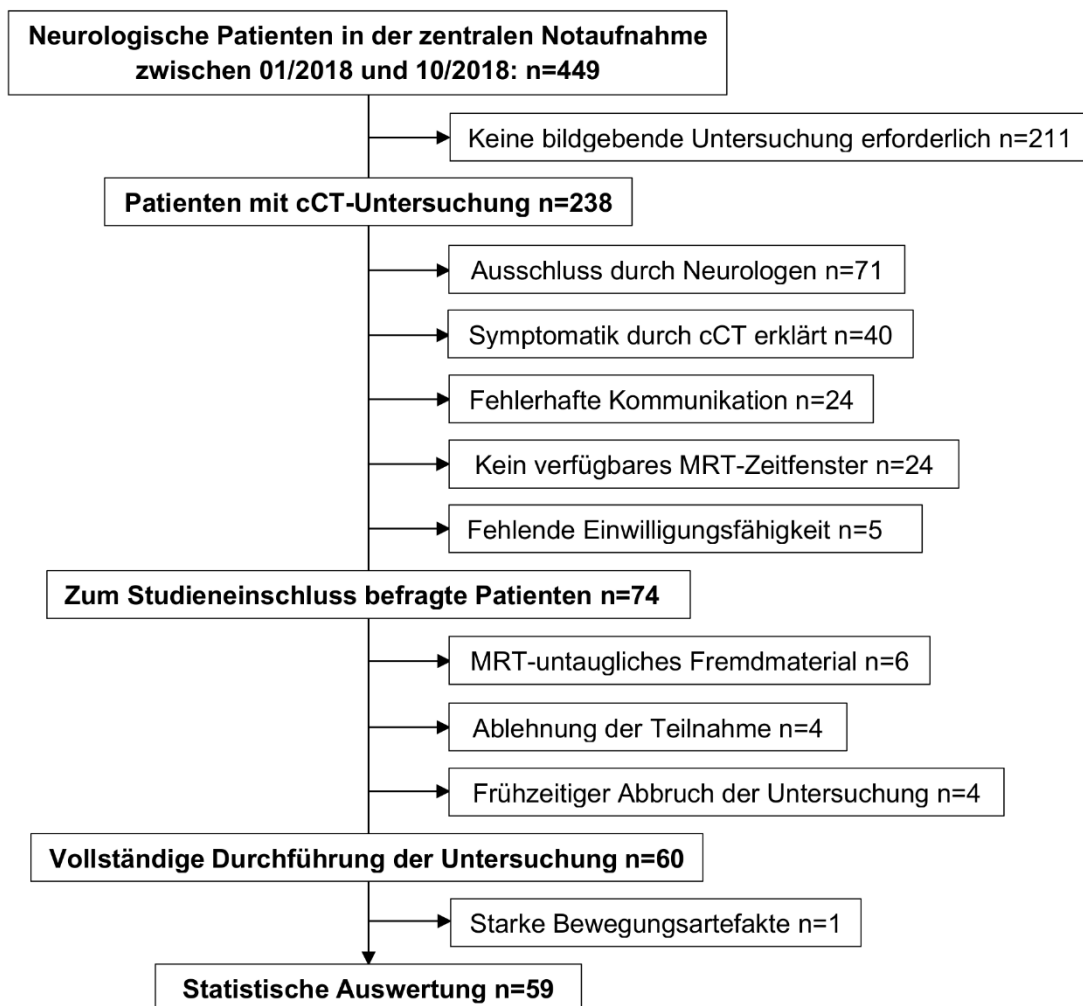 Neurologische Patienten in der zentralen Notaufnahme
zwischen 01/2018 und 10/2018: n=449
Keine bildgebende Untersuchung erforderlich n=211
Patienten mit cCT-Untersuchung n=238
Ausschluss durch Neurologen n=71
Symptomatik durch cCT erklärt n=40
Fehlerhafte Kommunikation n=24
Kein verfügbares MRT-Zeitfenster n=24
Fehlende Einwilligungsfähigkeit n=5
Zum Studieneinschluss befragte Patienten n=74
MRT-untaugliches Fremdmaterial n=6
Ablehnung der Teilnahme n=4
Frühzeitiger Abbruch der Untersuchung n=4
Vollständige Durchführung der Untersuchung n=60
Starke Bewegungsartefakte n=1
Statistische Auswertung n=59